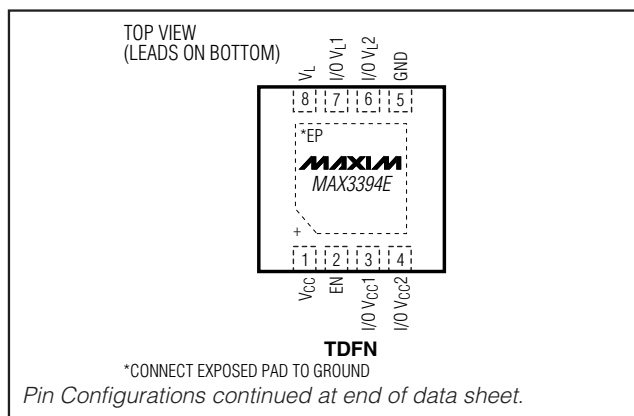 TOP VIEW
(LEADS ON BOTTOM)
VL
I/O VL1
I/O VL2
GND
8 7 6 5
*EP
MAXIM
MAX3394E
+
1 2 3 4
VCC
EN
I/O VCC1
I/O VCC2
TDFN
*CONNECT EXPOSED PAD TO GROUND
Pin Configurations continued at end of data sheet.